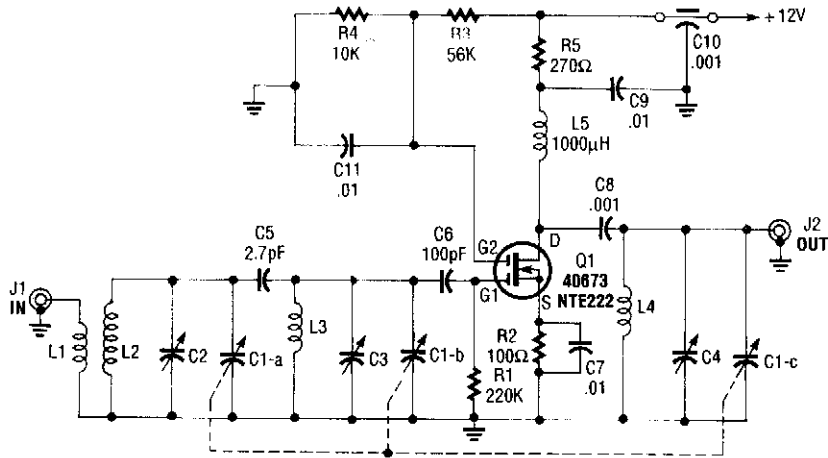 R4
10K
R3
56K
R5
270Ω
C10
.001
+12V
C9
.01
L5
1000µH
C11
.01
C8
.001
C5
2.7pF
C6
100pF
G2
D
Q1
40673
NTE222
G1
S
J2
OUT
J1
IN
L1
L2
C2
C1-a
L3
C3
C1-b
R2
100Ω
C7
.01
R1
220K
L4
C4
C1-c